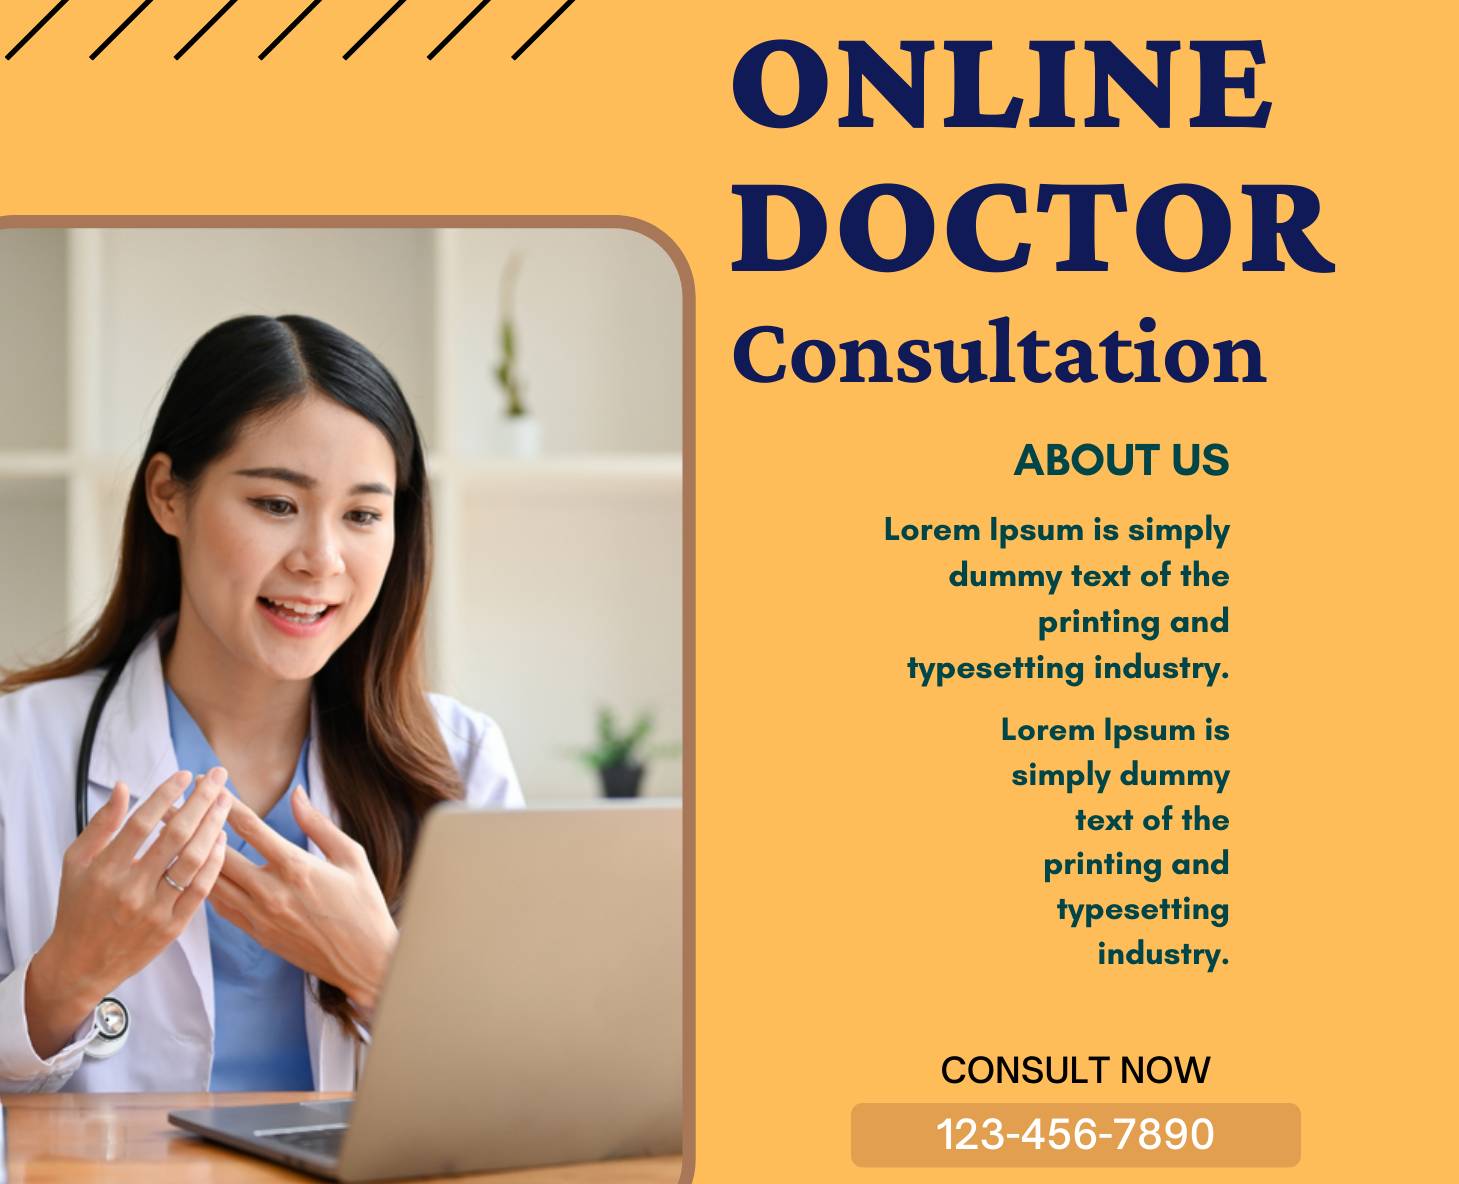 ONLINE
DOCTOR
Consultation
ABOUT US
Lorem Ipsum is simply
dummy text of the
printing and
typesetting industry.
Lorem Ipsum is
simply dummy
text of the
printing and
typesetting
industry.
CONSULT NOW
123-456-7890